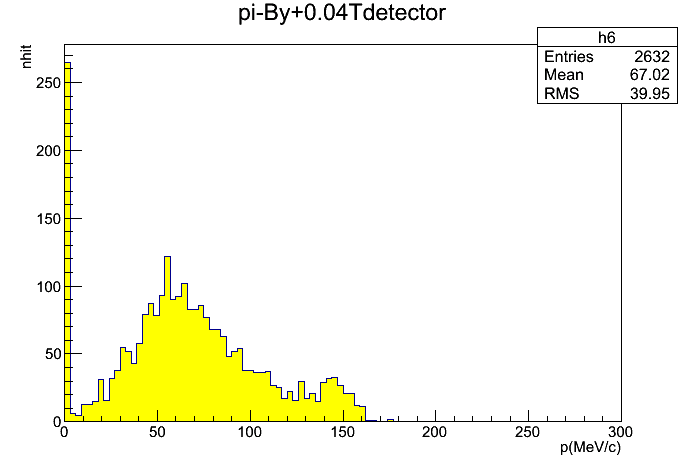 pi-By+0.04Tdetector
h6
Entries 2632
Mean 67.02
RMS 39.95
nhit
250
200
150
100
50
0
0 50 100 150 200 250 300
p(MeV/c)